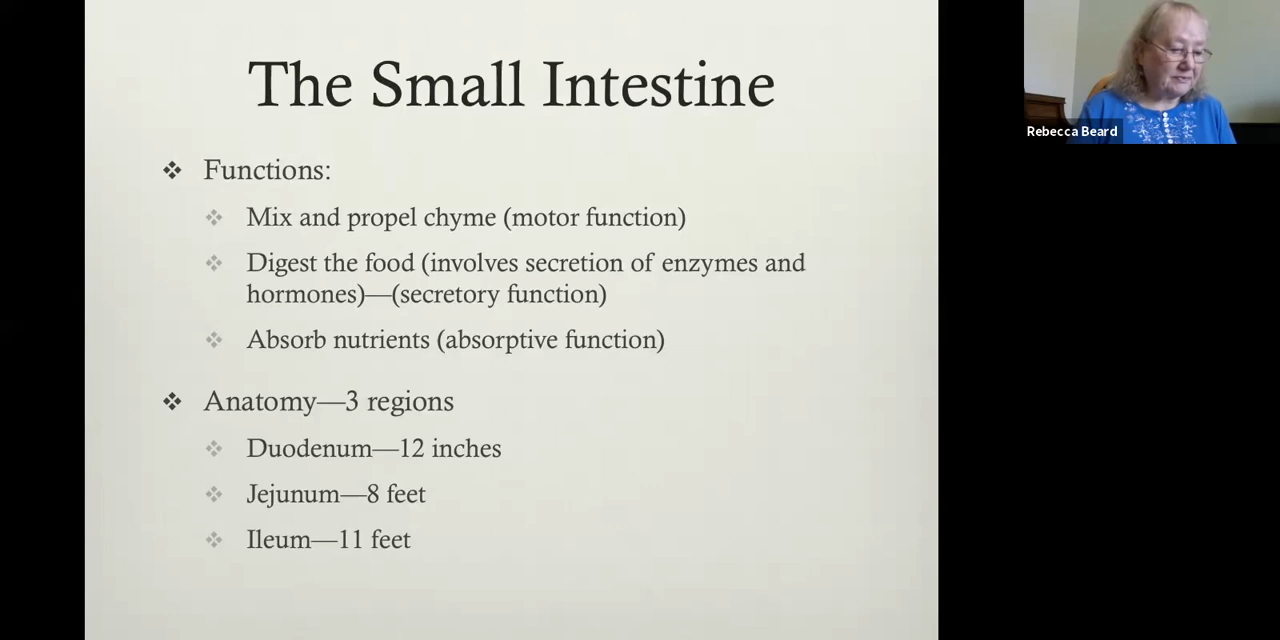 The Small Intestine
Functions:
Mix and propel chyme (motor function)
Digest the food (involves secretion of enzymes and
hormones)—(secretory function)
Absorb nutrients (absorptive function)
Anatomy—3 regions
Duodenum—12 inches
Jejunum—8 feet
Ileum—11 feet
Rebecca Beard